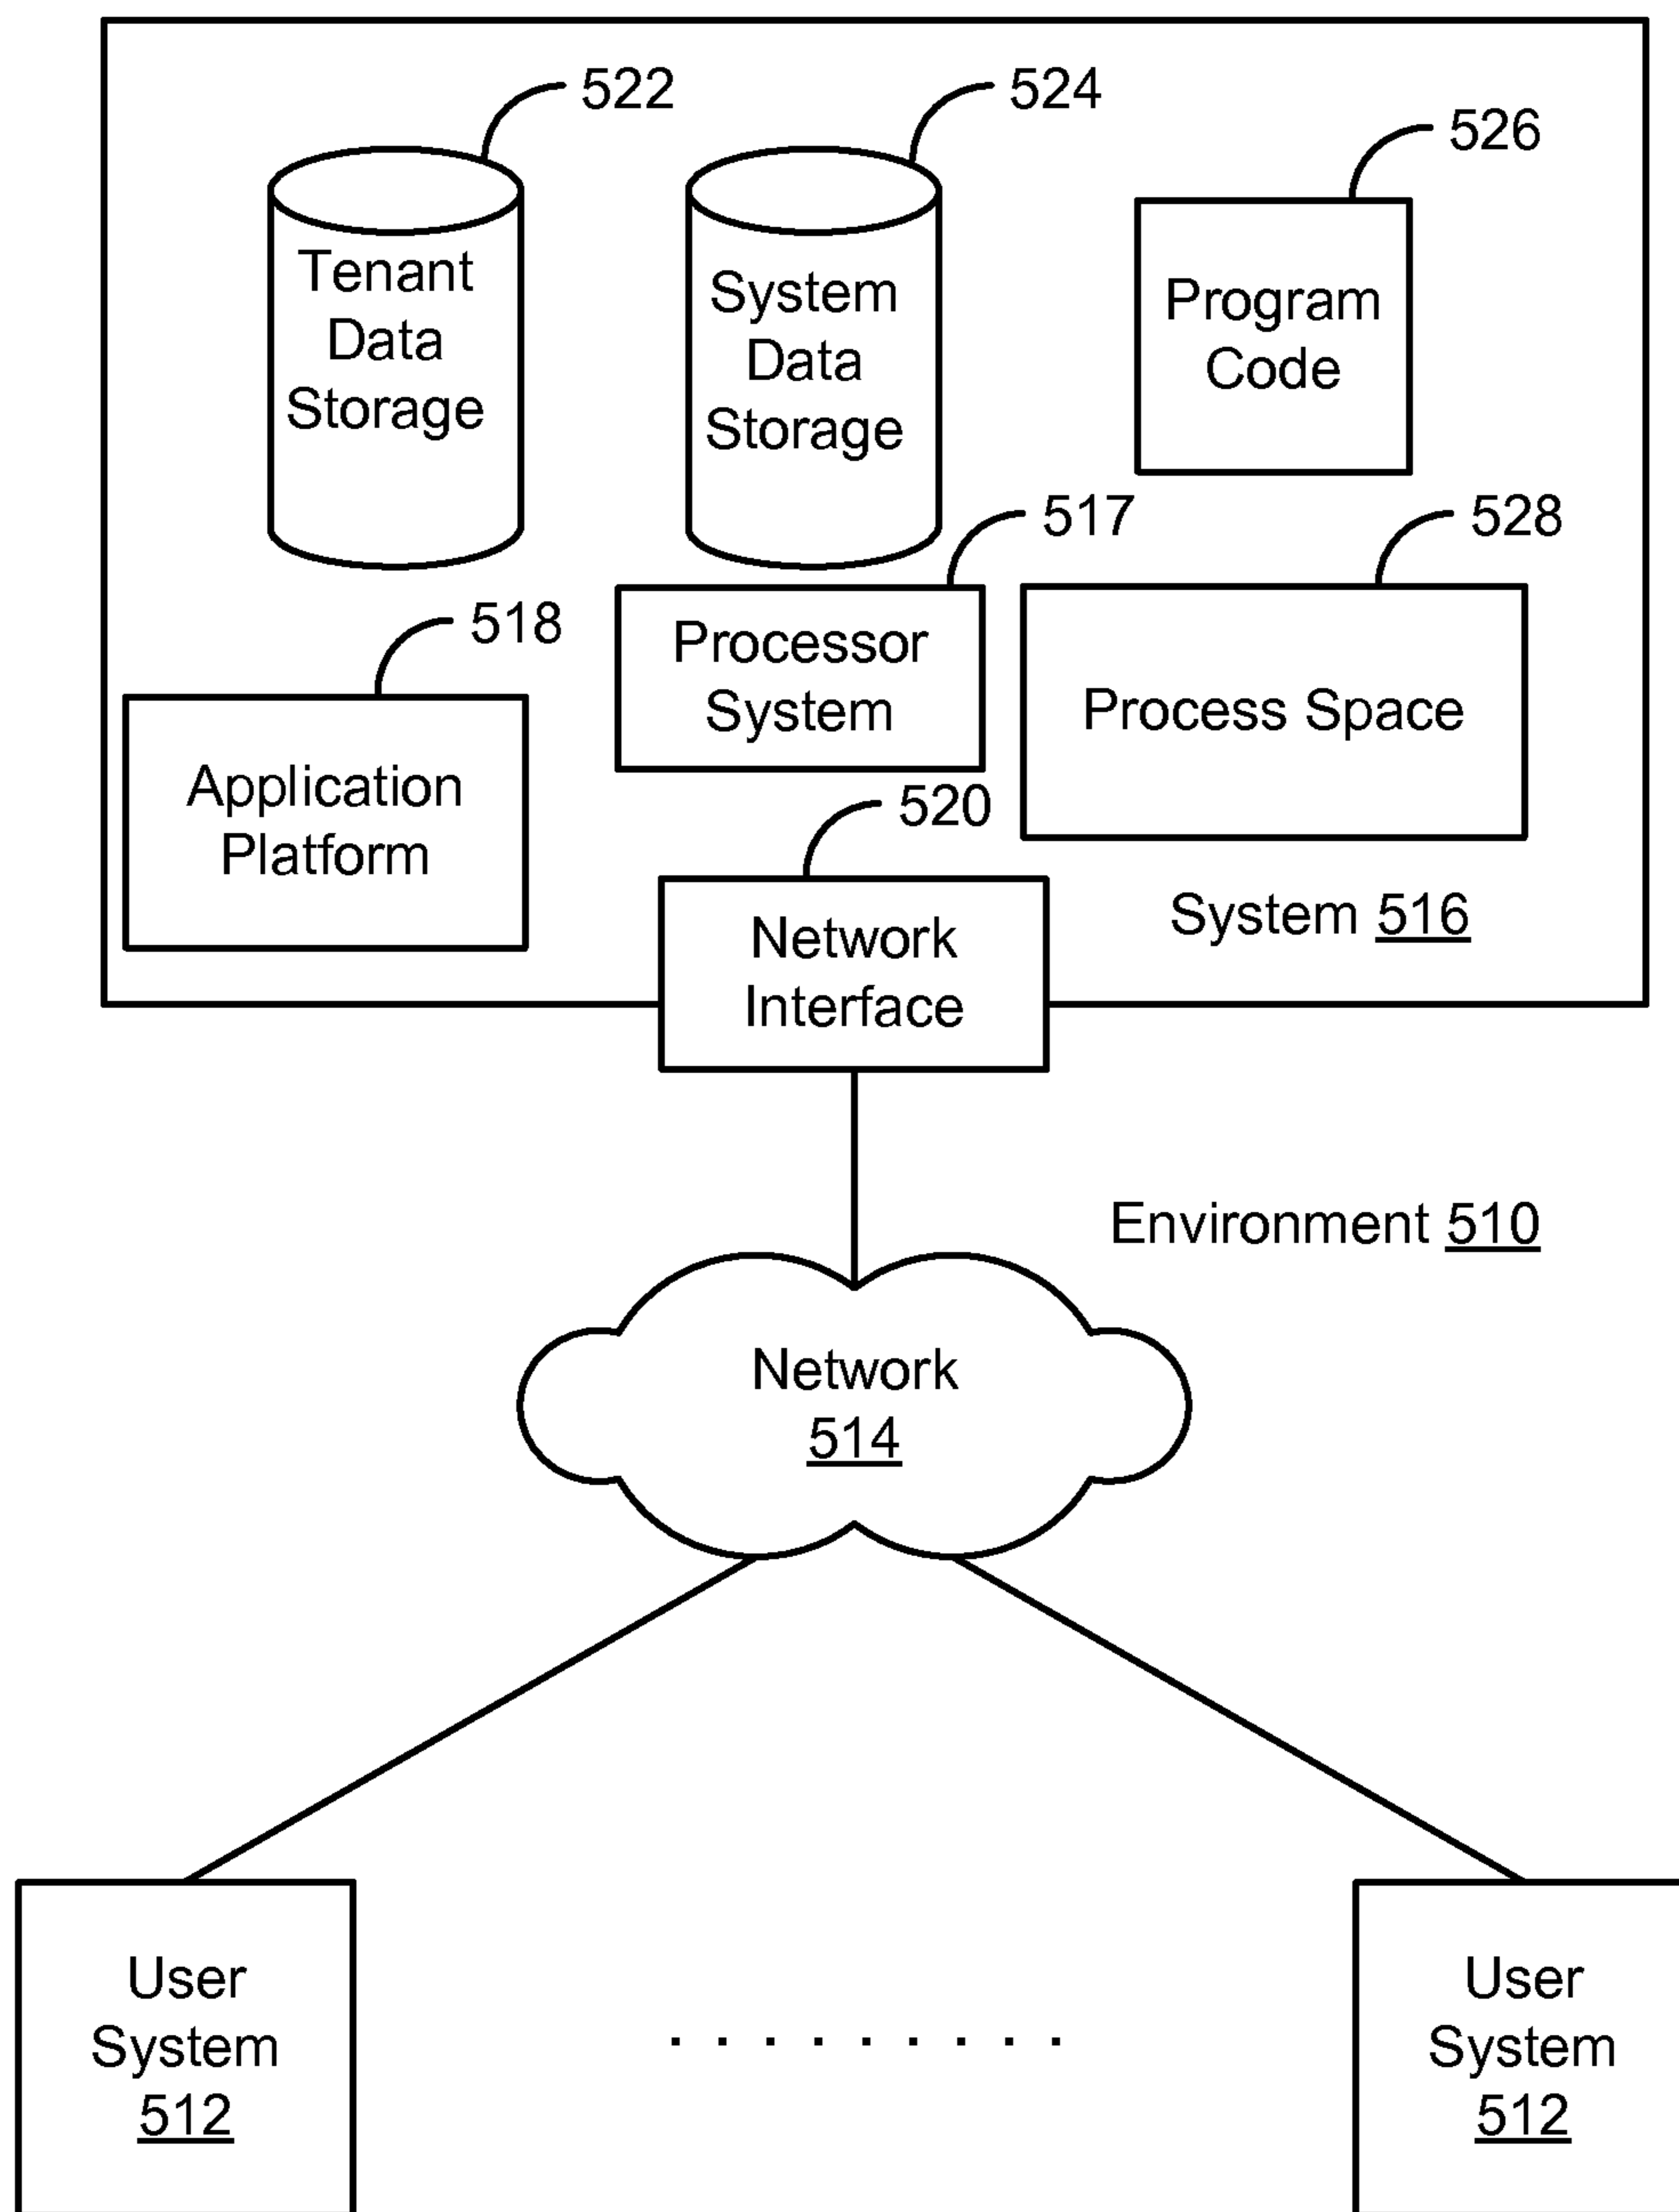 522
524
526
Tenant
Data
Storage
System
Data
Storage
Program
Code
517
528
518
Processor
System
Process Space
Application
Platform
520
Network
Interface
System 516
Environment 510
Network
514
User
System
512
. . . . . . . . .
User
System
512